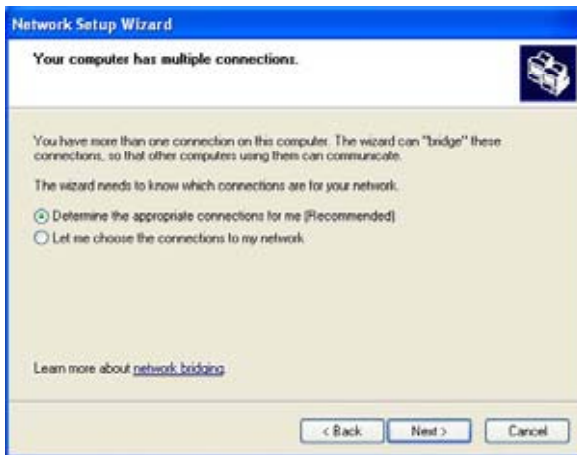 Network Setup Wizard
Your computer has multiple connections.
You have more than one connection on this computer. The wizard can "bridge" these
connections, so that other computers using them can communicate.
The wizard needs to know which connections are for your network.
Determine the appropriate connections for me (Recommended)
Let me choose the connections to my network
Learn more about network bridging.
< Back Next > Cancel